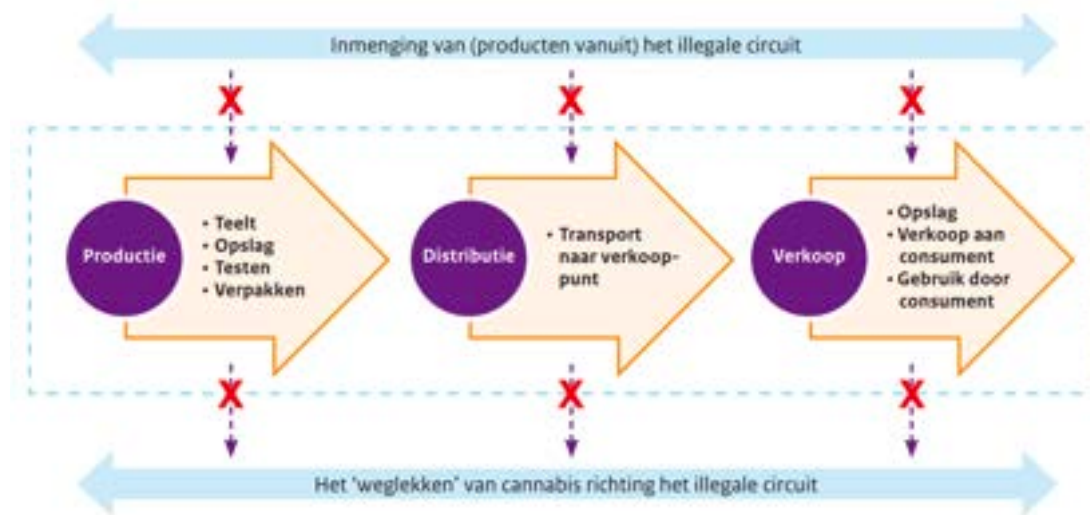 Inmenging van (producten vanuit) het illegale circuit
X X X
Productie
• Teelt
• Opslag
• Testen
• Verpakken
Distributie
• Transport
naar verkoop-
punt
Verkoop
• Opslag
• Verkoop aan
consument
• Gebruik door
consument
X X X
Het 'weglekken' van cannabis richting het illegale circuit